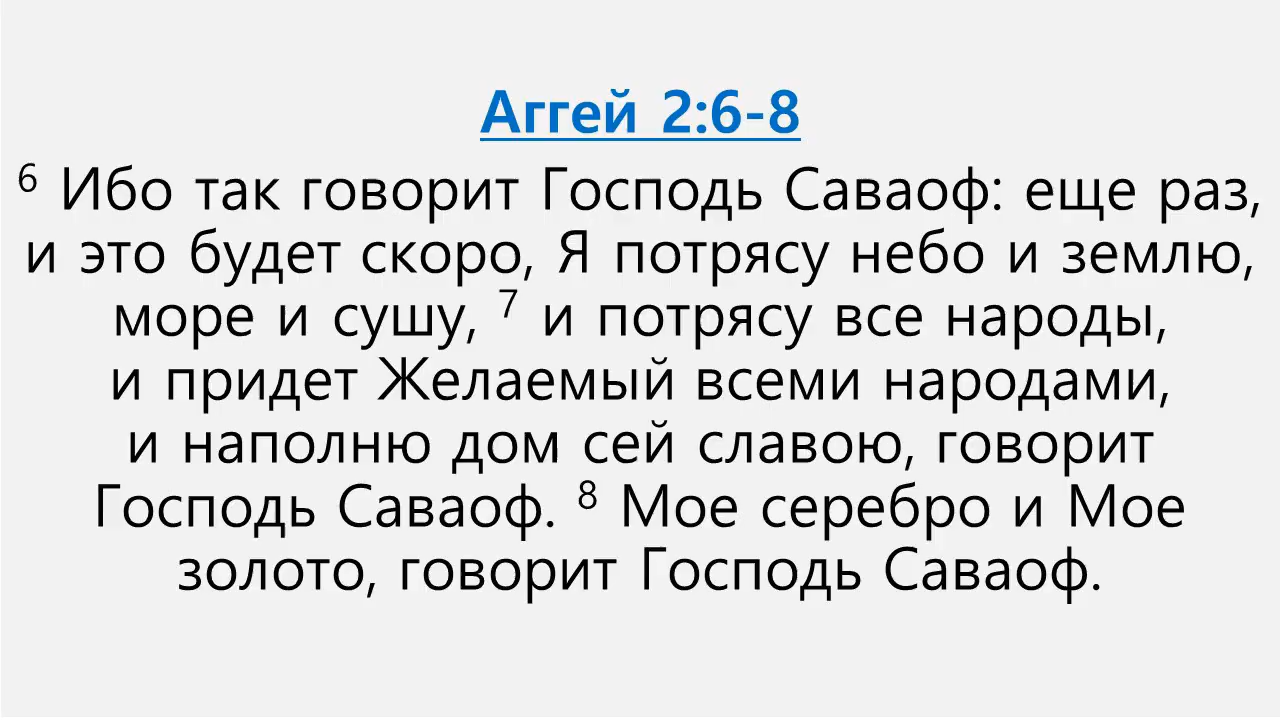 Аггей 2:6-8
6 Ибо так говорит Господь Саваоф: еще раз,
и это будет скоро, Я потрясу небо и землю,
море и сушу, 7 и потрясу все народы,
и придет Желаемый всеми народами,
и наполню дом сей славою, говорит
Господь Саваоф. 8 Мое серебро и Мое
золото, говорит Господь Саваоф.